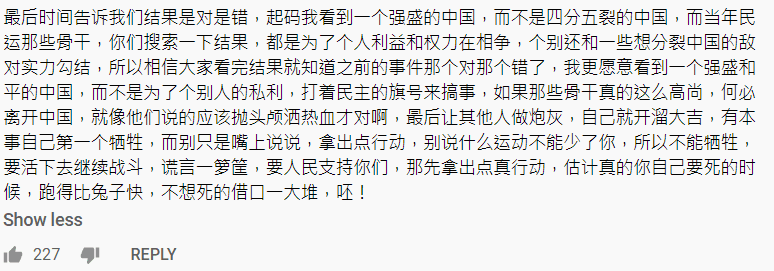 最后时间告诉我们结果是对是错，起码我看到一个强盛的中国，而不是四分五裂的中国，而当年民
运那些骨干，你们搜索一下结果，都是为了个人利益和权力在相争，个别还和一些想分裂中国的敌
对实力勾结，所以相信大家看完结果就知道之前的事件那个对那个错了，我更愿意看到一个强盛和
平的中国，而不是为了个别人的私利，打着民主的旗号来搞事，如果那些骨干真的这么高尚，何必
离开中国，就像他们说的应该抛头颅洒热血才对啊，最后让其他人做炮灰，自己就开溜大吉，有本
事自己第一个牺牲，而别只是嘴上说说，拿出点行动，别说什么运动不能少了你，所以不能牺牲，
要活下去继续战斗，谎言一箩筐，要人民支持你们，那先拿出点真行动，估计真的你自己要死的时
候，跑得比兔子快，不想死的借口一大堆，呸！
Show less
227 REPLY